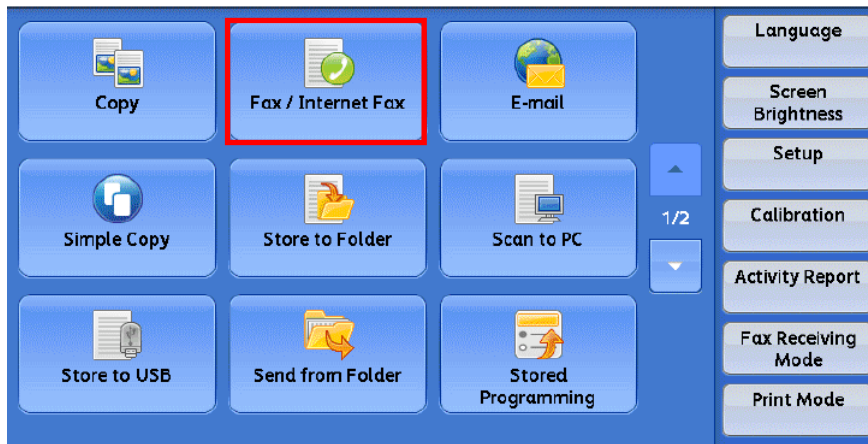 Copy
Fax / Internet Fax
E-mail
Simple Copy
Store to Folder
Scan to PC
Store to USB
Send from Folder
Stored
Programming
1/2
Language
Screen
Brightness
Setup
Calibration
Activity Report
Fax Receiving
Mode
Print Mode